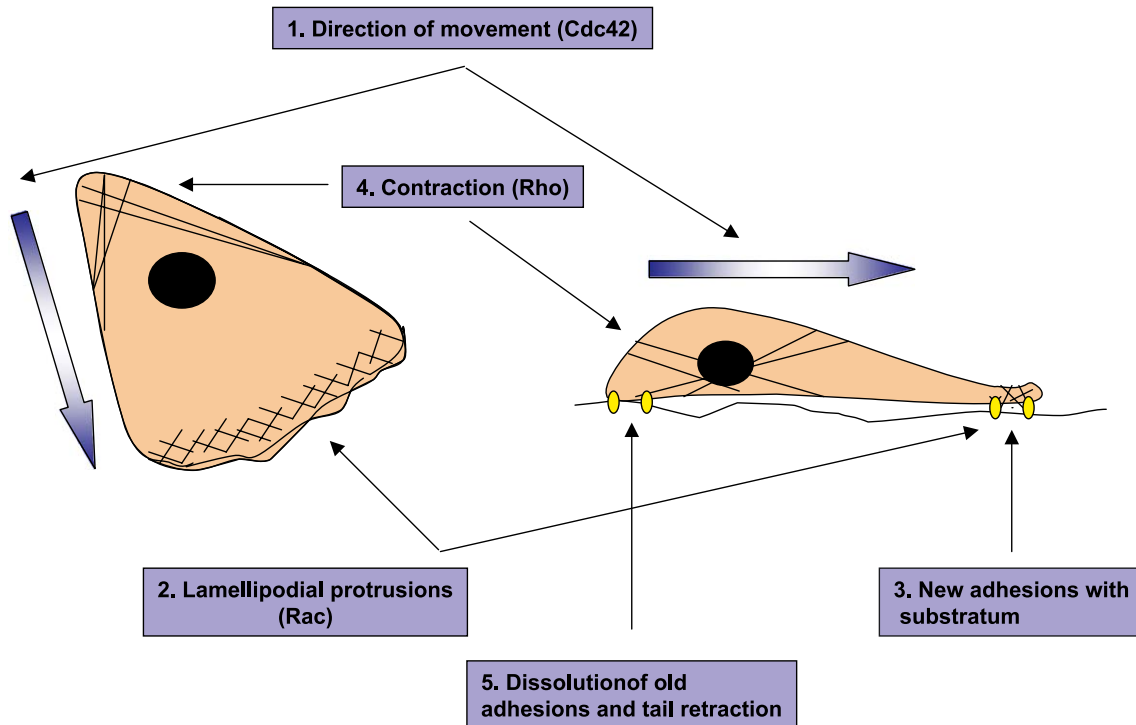 1. Direction of movement (Cdc42)
4. Contraction (Rho)
2. Lamellipodial protrusions
(Rac)
3. New adhesions with
substratum
5. Dissolutionof old
adhesions and tail retraction